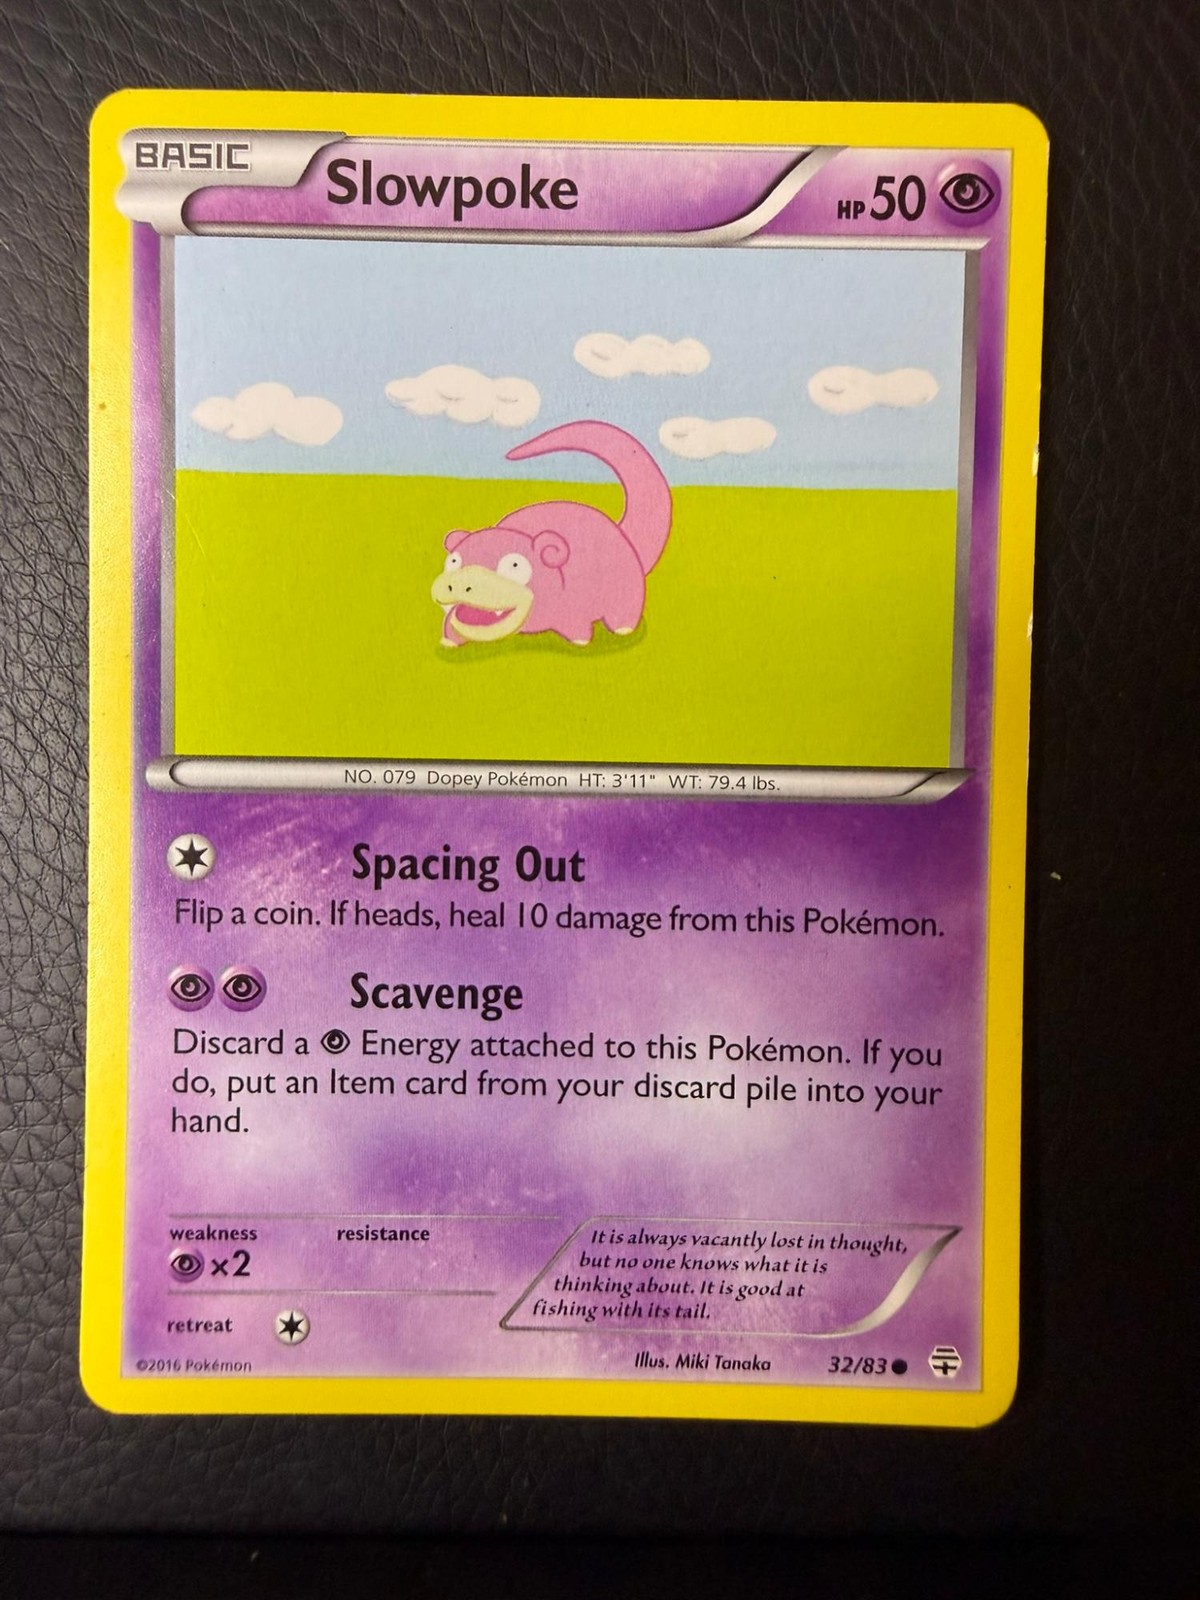 BASIC
Slowpoke
HP 50
NO. 079 Dopey Pokémon HT: 3'11" WT: 79.4 lbs.
Spacing Out
Flip a coin. If heads, heal 10 damage from this Pokémon.
Scavenge
Discard a Energy attached to this Pokémon. If you
do, put an Item card from your discard pile into your
hand.
weakness
×2
resistance
retreat
It is always vacantly lost in thought,
but no one knows what it is
thinking about. It is good at
fishing with its tail.
©2016 Pokémon
Illus. Miki Tanaka
32/83